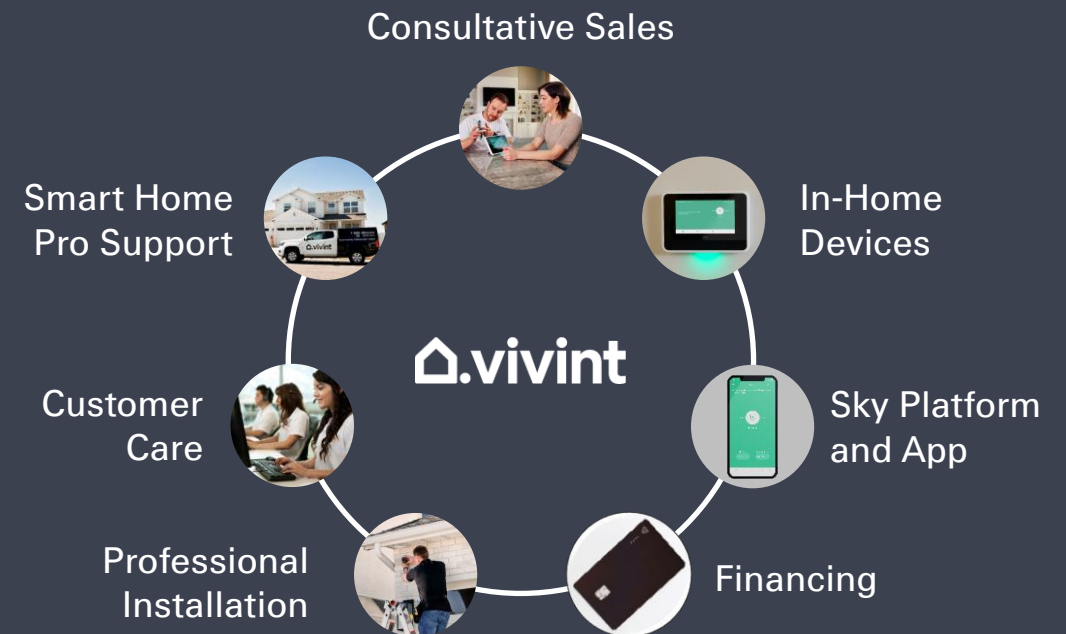 Consultative Sales
In-Home
Devices
Sky Platform
and App
Financing
Professional
Installation
Customer
Care
Smart Home
Pro Support
vivint
vivint